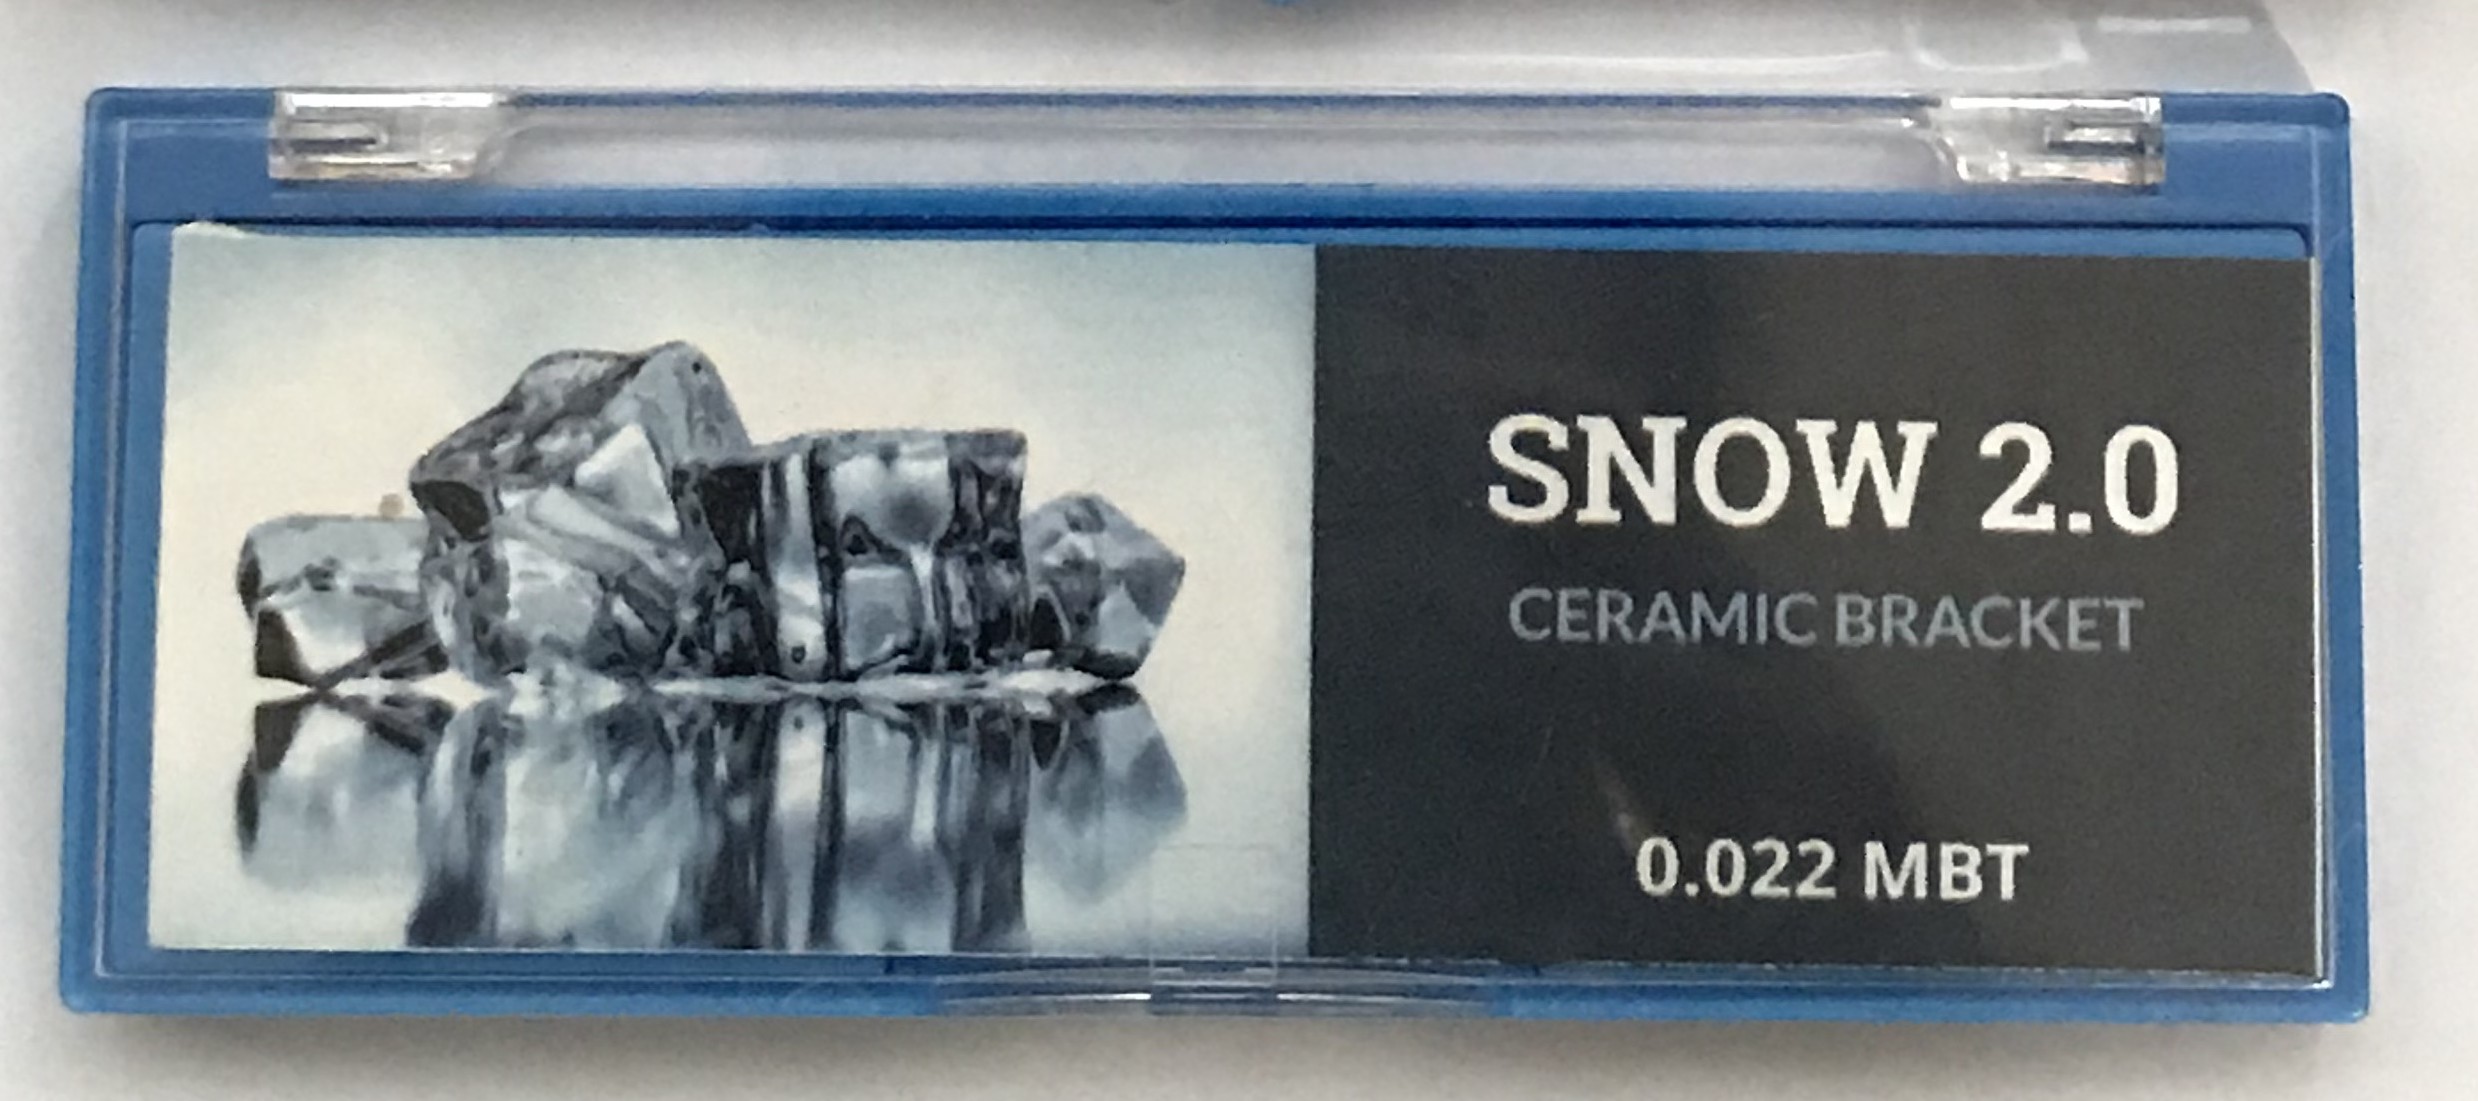 SNOW 2.0
CERAMIC BRACKET
0.022 MBT